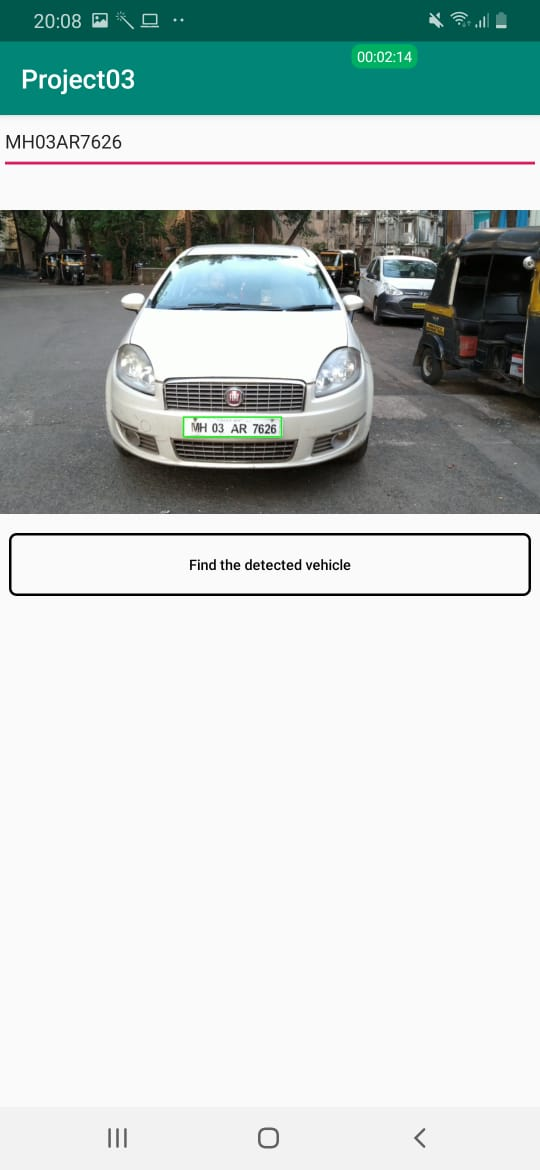 20:08
00:02:14
Project03
MH03AR7626
MH 03 AR 7626
Find the detected vehicle